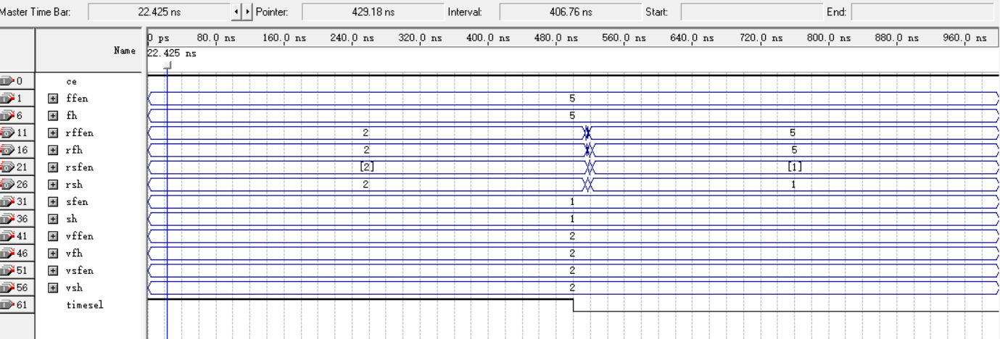 Master Time Bar: 22.425 ns Pointer: 429.18 ns Interval: 406.76 ns Start: End:
0 ps 80.0 ns 160.0 ns 240.0 ns 320.0 ns 400.0 ns 480.0 ns 560.0 ns 640.0 ns 720.0 ns 800.0 ns 880.0 ns 960.0 ns
Name 22.425 ns
0 ce
1 ffen 5
6 fh 5
11 rffen 2 5
16 rfh 2 5
21 rsfen [2] [1]
26 rsh 2 1
31 sfen 1
36 sh 1
41 vffen 2
46 vfh 2
51 vsfen 2
56 vsh 2
61 timesel